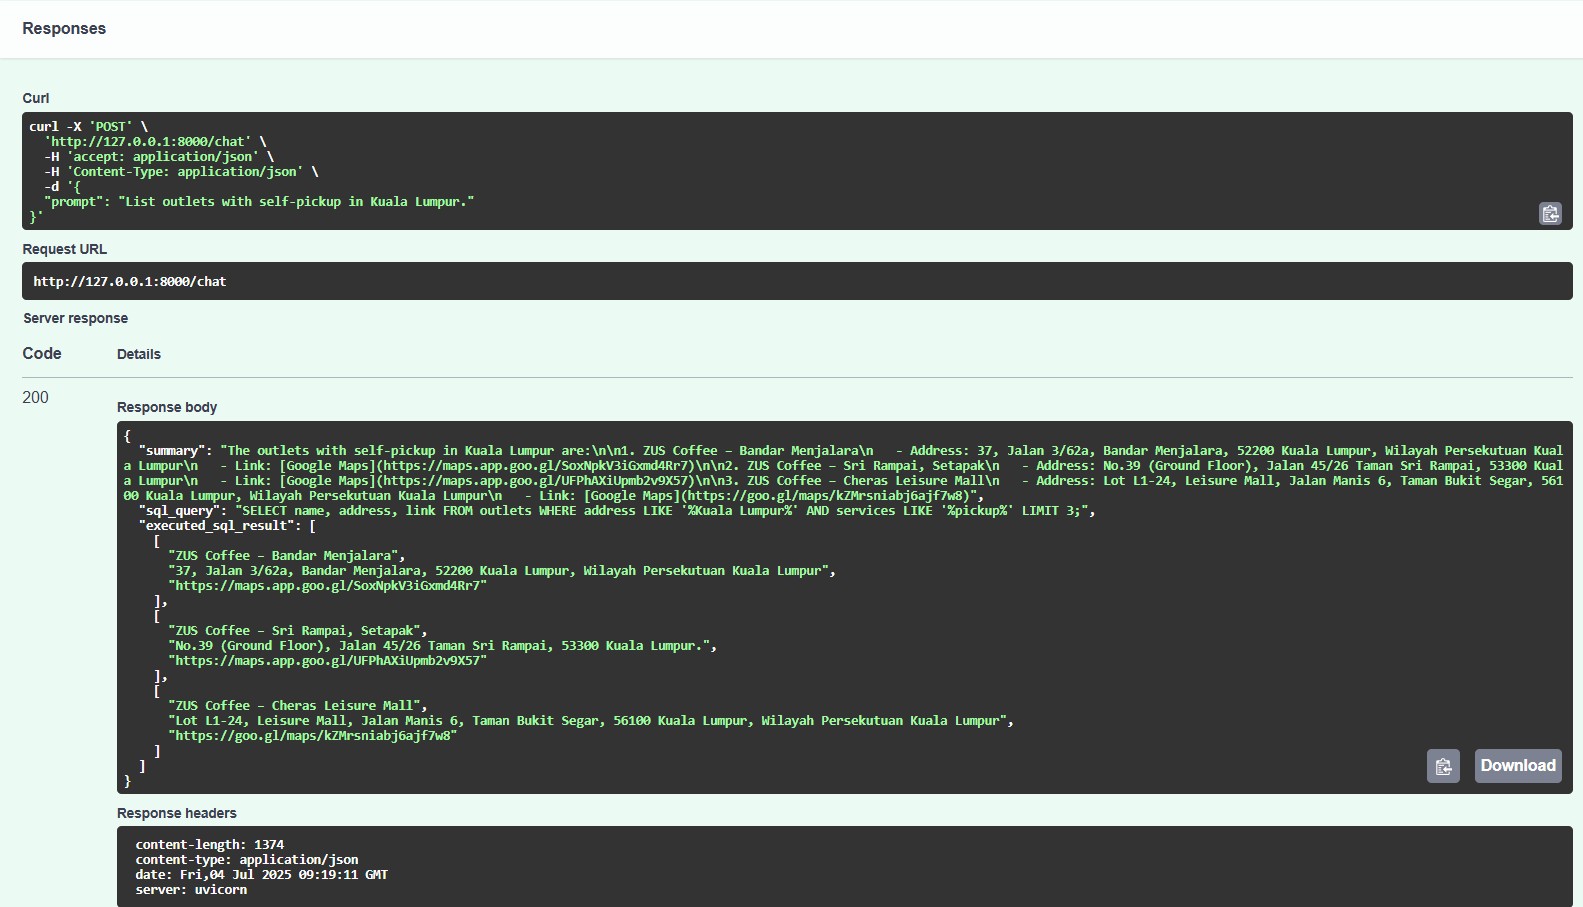 Responses
Curl
curl -X 'POST' \
  'http://127.0.0.1:8000/chat' \
  -H 'accept: application/json' \
  -H 'Content-Type: application/json' \
  -d '{
  "prompt": "List outlets with self-pickup in Kuala Lumpur."
}'
Request URL
http://127.0.0.1:8000/chat
Server response
Code Details
200
Response body
{
  "summary": "The outlets with self-pickup in Kuala Lumpur are:\n\n1. ZUS Coffee – Bandar Menjalara\n   - Address: 37, Jalan 3/62a, Bandar Menjalara, 52200 Kuala Lumpur, Wilayah Persekutuan Kual
a Lumpur\n   - Link: [Google Maps](https://maps.app.goo.gl/SoxNpkV3iGxmd4Rr7)\n\n2. ZUS Coffee – Sri Rampai, Setapak\n   - Address: No.39 (Ground Floor), Jalan 45/26 Taman Sri Rampai, 53300 Kual
a Lumpur\n   - Link: [Google Maps](https://maps.app.goo.gl/UFPhAXiUpmb2v9X57)\n\n3. ZUS Coffee – Cheras Leisure Mall\n   - Address: Lot L1-24, Leisure Mall, Jalan Manis 6, Taman Bukit Segar, 561
00 Kuala Lumpur, Wilayah Persekutuan Kuala Lumpur\n   - Link: [Google Maps](https://goo.gl/maps/kZMrsniabj6ajf7w8)",
  "sql_query": "SELECT name, address, link FROM outlets WHERE address LIKE '%Kuala Lumpur%' AND services LIKE '%pickup%' LIMIT 3;",
  "executed_sql_result": [
    [
      "ZUS Coffee – Bandar Menjalara",
      "37, Jalan 3/62a, Bandar Menjalara, 52200 Kuala Lumpur, Wilayah Persekutuan Kuala Lumpur",
      "https://maps.app.goo.gl/SoxNpkV3iGxmd4Rr7"
    ],
    [
      "ZUS Coffee – Sri Rampai, Setapak",
      "No.39 (Ground Floor), Jalan 45/26 Taman Sri Rampai, 53300 Kuala Lumpur.",
      "https://maps.app.goo.gl/UFPhAXiUpmb2v9X57"
    ],
    [
      "ZUS Coffee – Cheras Leisure Mall",
      "Lot L1-24, Leisure Mall, Jalan Manis 6, Taman Bukit Segar, 56100 Kuala Lumpur, Wilayah Persekutuan Kuala Lumpur",
      "https://goo.gl/maps/kZMrsniabj6ajf7w8"
    ]
  ]
}
Download
Response headers
content-length: 1374
content-type: application/json
date: Fri,04 Jul 2025 09:19:11 GMT
server: uvicorn